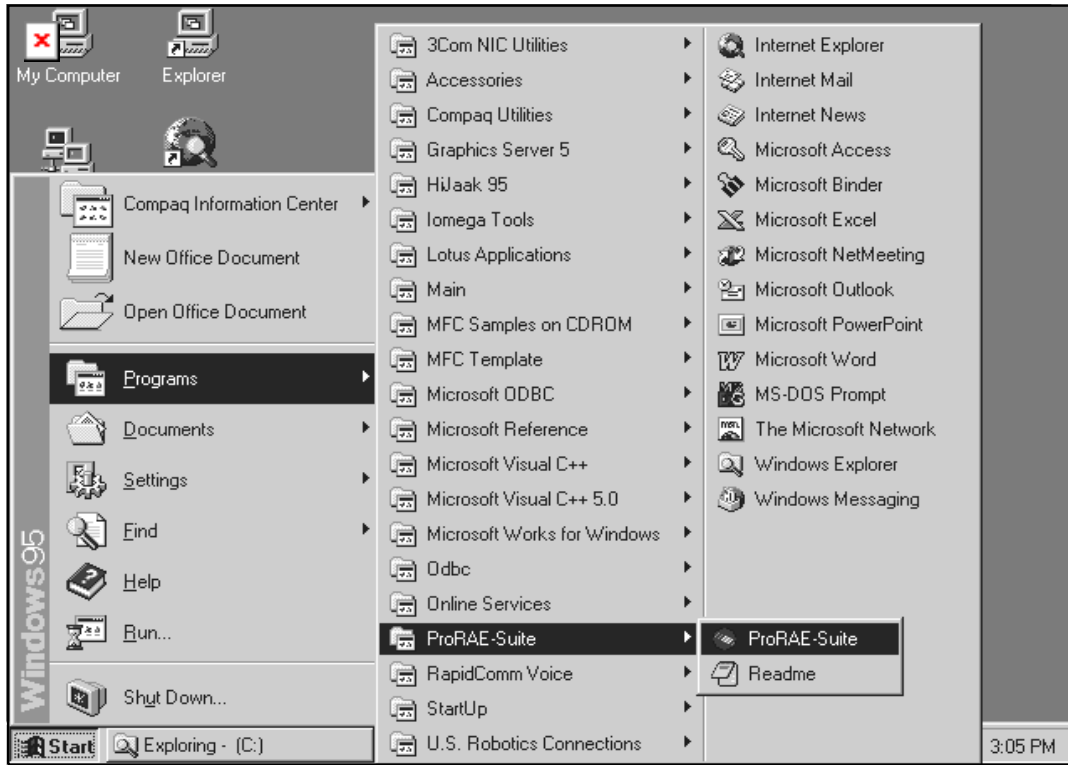 My Computer
Explorer
Windows95
Compaq Information Center
New Office Document
Open Office Document
Programs
Documents
Settings
Find
Help
Run...
Shut Down...
3Com NIC Utilities
Accessories
Compaq Utilities
Graphics Server 5
HiJaak 95
Iomega Tools
Lotus Applications
Main
MFC Samples on CDROM
MFC Template
Microsoft ODBC
Microsoft Reference
Microsoft Visual C++
Microsoft Visual C++ 5.0
Microsoft Works for Windows
Odbc
Online Services
ProRAE-Suite
RapidComm Voice
StartUp
U.S. Robotics Connections
Internet Explorer
Internet Mail
Internet News
Microsoft Access
Microsoft Binder
Microsoft Excel
Microsoft NetMeeting
Microsoft Outlook
Microsoft PowerPoint
Microsoft Word
MS-DOS Prompt
The Microsoft Network
Windows Explorer
Windows Messaging
ProRAE-Suite
Readme
Start
Exploring - (C:)
3:05 PM